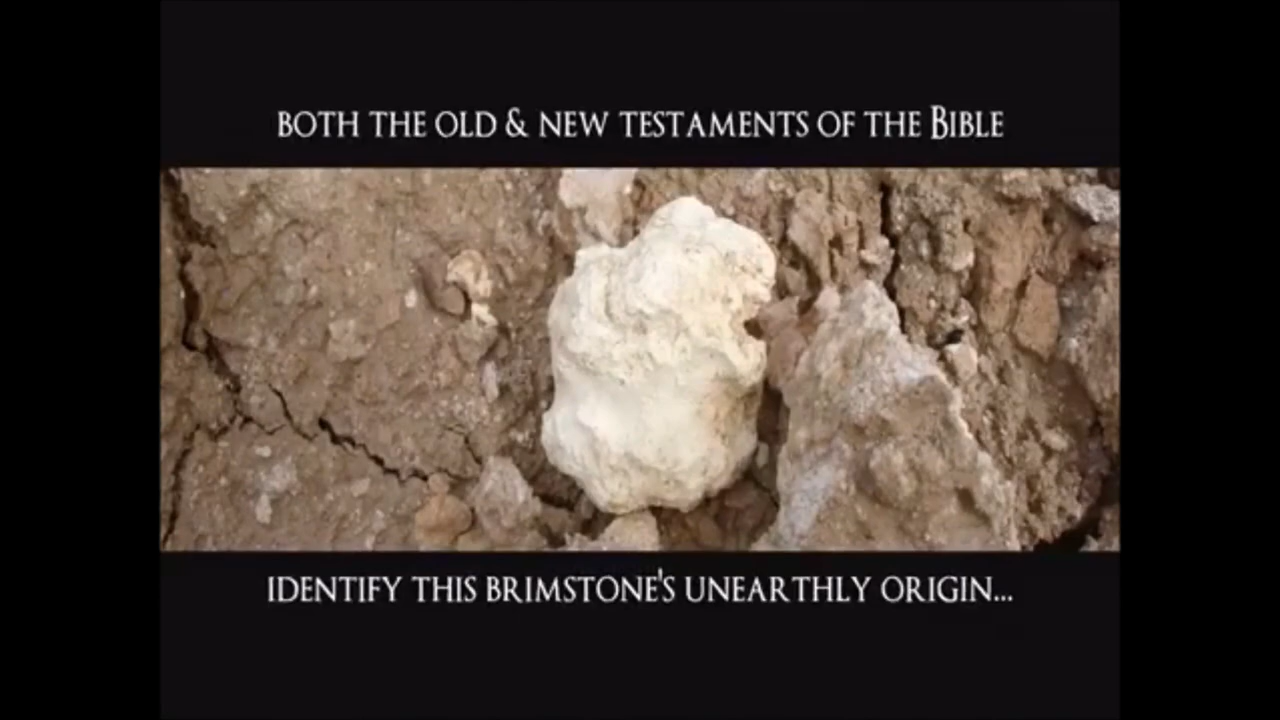 BOTH THE OLD & NEW TESTAMENTS OF THE BIBLE
IDENTIFY THIS BRIMSTONE'S UNEARTHLY ORIGIN...